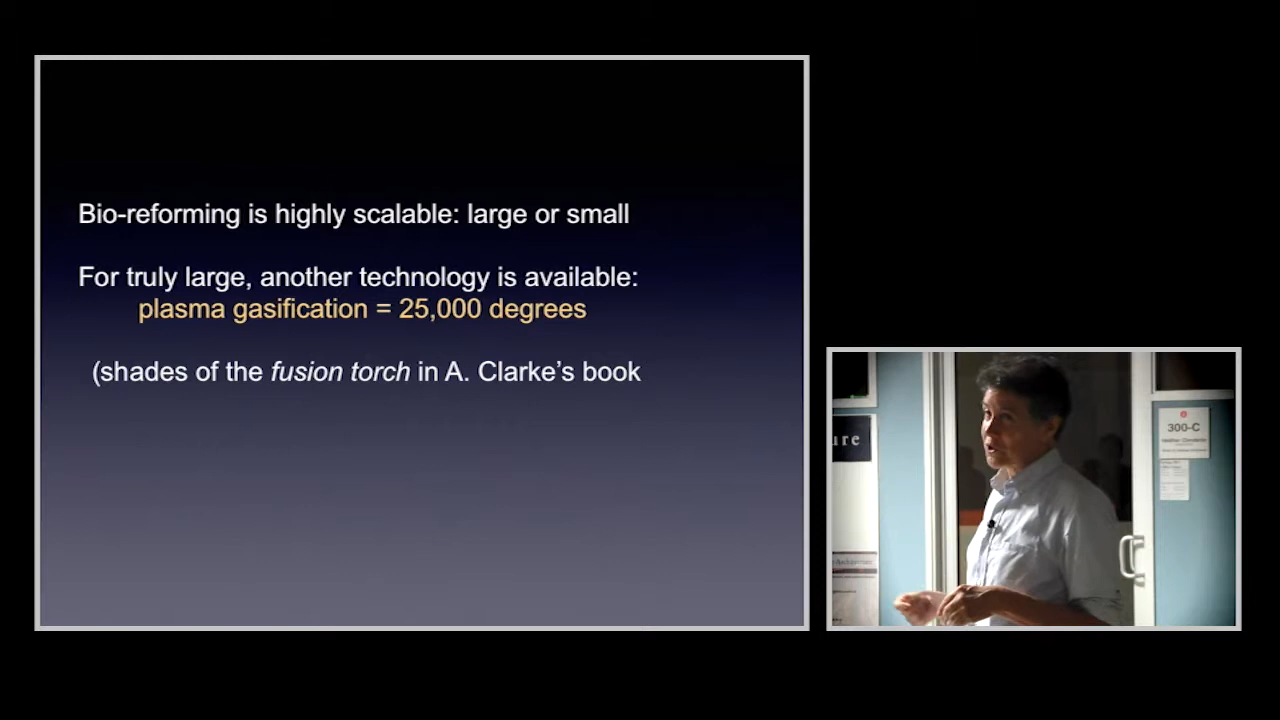 Bio-reforming is highly scalable: large or small
For truly large, another technology is available:
plasma gasification = 25,000 degrees
(shades of the fusion torch in A. Clarke’s book
ure
300-C